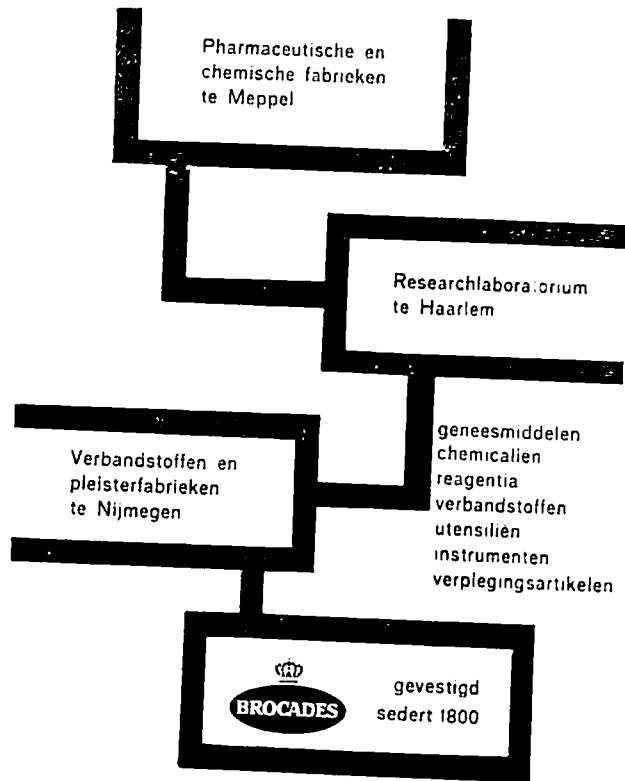 Pharmaceutische en
chemische fabrieken
te Meppel
Researchlaboratorium
te Haarlem
geneesmiddelen
chemicaliën
reagentia
verbandstoffen
utensiliën
instrumenten
verplegingsartikelen
Verbandstoffen en
pleisterfabrieken
te Nijmegen
BROCADES
gevestigd
sedert 1800